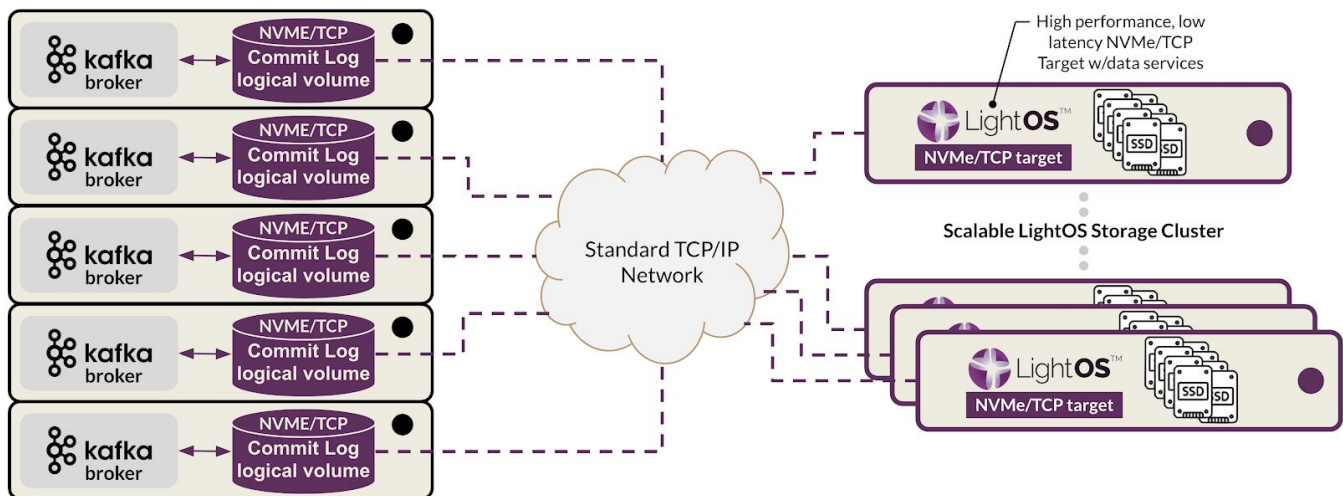 NVME/TCP
kafka
broker
Commit Log
logical volume
NVME/TCP
kafka
broker
Commit Log
logical volume
NVME/TCP
kafka
broker
Commit Log
logical volume
NVME/TCP
kafka
broker
Commit Log
logical volume
NVME/TCP
kafka
broker
Commit Log
logical volume
Standard TCP/IP
Network
High performance, low
latency NVMe/TCP
Target w/data services
LightOS™
NVMe/TCP target
SSD
SSD
Scalable LightOS Storage Cluster
LightOS™
NVMe/TCP target
SSD
SSD